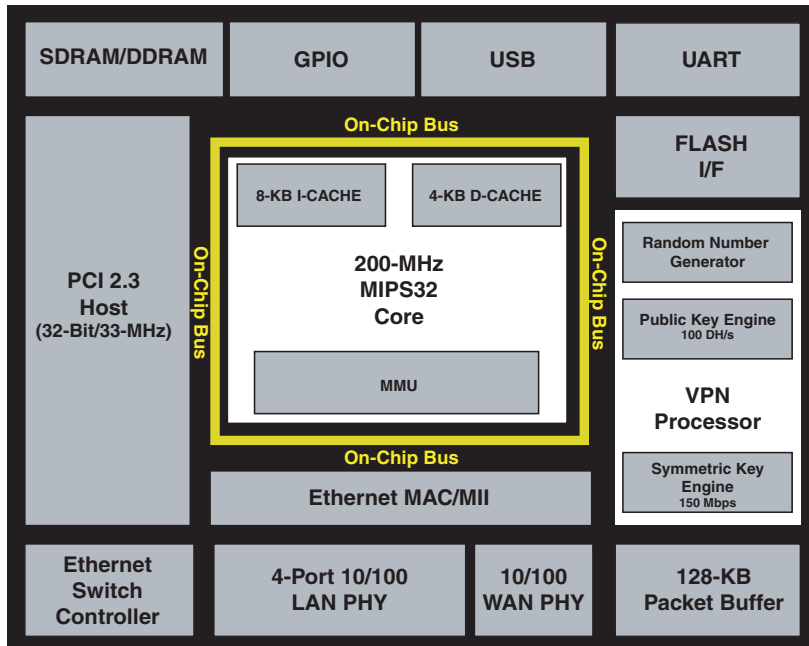 SDRAM/DDRAM
GPIO
USB
UART
On-Chip Bus
FLASH
I/F
8-KB I-CACHE
4-KB D-CACHE
PCI 2.3
Host
(32-Bit/33-MHz)
On-Chip Bus
200-MHz
MIPS32
Core
MMU
On-Chip Bus
Random Number
Generator
Public Key Engine
100 DH/s
VPN
Processor
Symmetric Key
Engine
150 Mbps
On-Chip Bus
Ethernet MAC/MII
Ethernet
Switch
Controller
4-Port 10/100
LAN PHY
10/100
WAN PHY
128-KB
Packet Buffer